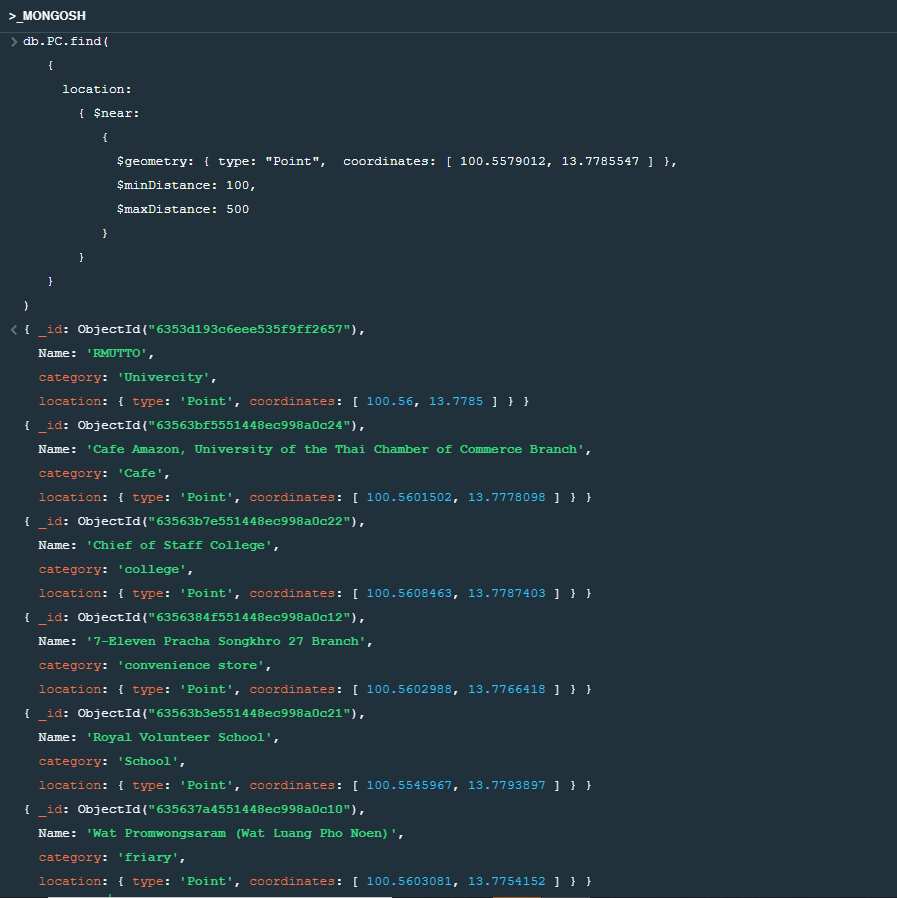 >_MONGOSH
> db.PC.find(
{
location:
{ $near:
{
$geometry: { type: "Point", coordinates: [ 100.5579012, 13.7785547 ] },
$minDistance: 100,
$maxDistance: 500
}
}
}
)
< { _id: ObjectId("6353d193c6eee535f9ff2657"),
Name: 'RMUTTO',
category: 'Univercity',
location: { type: 'Point', coordinates: [ 100.56, 13.7785 ] } }
{ _id: ObjectId("63563bf5551448ec998a0c24"),
Name: 'Cafe Amazon, University of the Thai Chamber of Commerce Branch',
category: 'Cafe',
location: { type: 'Point', coordinates: [ 100.5601502, 13.7778098 ] } }
{ _id: ObjectId("63563b7e551448ec998a0c22"),
Name: 'Chief of Staff College',
category: 'college',
location: { type: 'Point', coordinates: [ 100.5608463, 13.7787403 ] } }
{ _id: ObjectId("6356384f551448ec998a0c12"),
Name: '7-Eleven Pracha Songkhro 27 Branch',
category: 'convenience store',
location: { type: 'Point', coordinates: [ 100.5602988, 13.7766418 ] } }
{ _id: ObjectId("63563b3e551448ec998a0c21"),
Name: 'Royal Volunteer School',
category: 'School',
location: { type: 'Point', coordinates: [ 100.5545967, 13.7793897 ] } }
{ _id: ObjectId("635637a4551448ec998a0c10"),
Name: 'Wat Promwongsaram (Wat Luang Pho Noen)',
category: 'friary',
location: { type: 'Point', coordinates: [ 100.5603081, 13.7754152 ] } }